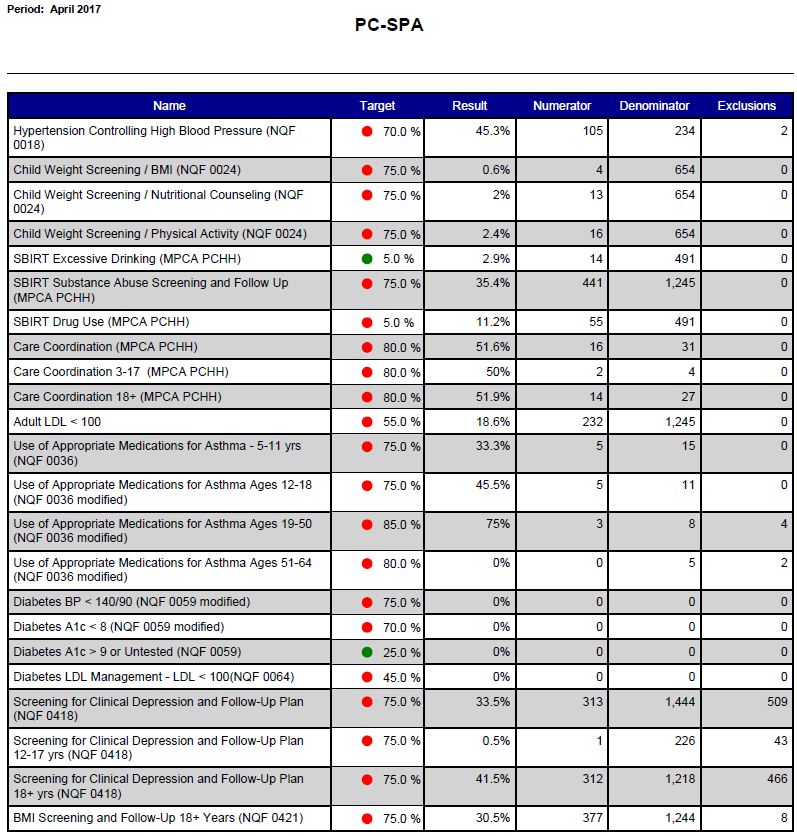 Period: April 2017
PC-SPA
Name Target Result Numerator Denominator Exclusions
Hypertension Controlling High Blood Pressure (NQF 70.0 % 45.3% 105 234 2
0018)
Child Weight Screening / BMI (NQF 0024) 75.0 % 0.6% 4 654 0
Child Weight Screening / Nutritional Counseling (NQF 75.0 % 2% 13 654 0
0024)
Child Weight Screening / Physical Activity (NQF 0024) 75.0 % 2.4% 16 654 0
SBIRT Excessive Drinking (MPCA PCHH) 5.0 % 2.9% 14 491 0
SBIRT Substance Abuse Screening and Follow Up 75.0 % 35.4% 441 1,245 0
(MPCA PCHH)
SBIRT Drug Use (MPCA PCHH) 5.0 % 11.2% 55 491 0
Care Coordination (MPCA PCHH) 80.0 % 51.6% 16 31 0
Care Coordination 3-17 (MPCA PCHH) 80.0 % 50% 2 4 0
Care Coordination 18+ (MPCA PCHH) 80.0 % 51.9% 14 27 0
Adult LDL < 100 55.0 % 18.6% 232 1,245 0
Use of Appropriate Medications for Asthma - 5-11 yrs 75.0 % 33.3% 5 15 0
(NQF 0036)
Use of Appropriate Medications for Asthma Ages 12-18 75.0 % 45.5% 5 11 0
(NQF 0036 modified)
Use of Appropriate Medications for Asthma Ages 19-50 85.0 % 75% 3 8 4
(NQF 0036 modified)
Use of Appropriate Medications for Asthma Ages 51-64 80.0 % 0% 0 5 2
(NQF 0036 modified)
Diabetes BP < 140/90 (NQF 0059 modified) 75.0 % 0% 0 0 0
Diabetes A1c < 8 (NQF 0059 modified) 70.0 % 0% 0 0 0
Diabetes A1c > 9 or Untested (NQF 0059) 25.0 % 0% 0 0 0
Diabetes LDL Management - LDL < 100(NQF 0064) 45.0 % 0% 0 0 0
Screening for Clinical Depression and Follow-Up Plan 75.0 % 33.5% 313 1,444 509
(NQF 0418)
Screening for Clinical Depression and Follow-Up Plan 75.0 % 0.5% 1 226 43
12-17 yrs (NQF 0418)
Screening for Clinical Depression and Follow-Up Plan 75.0 % 41.5% 312 1,218 466
18+ yrs (NQF 0418)
BMI Screening and Follow-Up 18+ Years (NQF 0421) 75.0 % 30.5% 377 1,244 8